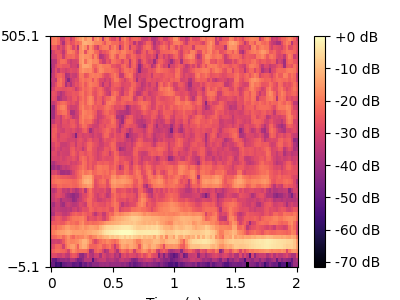 Mel Spectrogram
505.1
-5.1
0
0.5
1
1.5
2
+0 dB
-10 dB
-20 dB
-30 dB
-40 dB
-50 dB
-60 dB
-70 dB